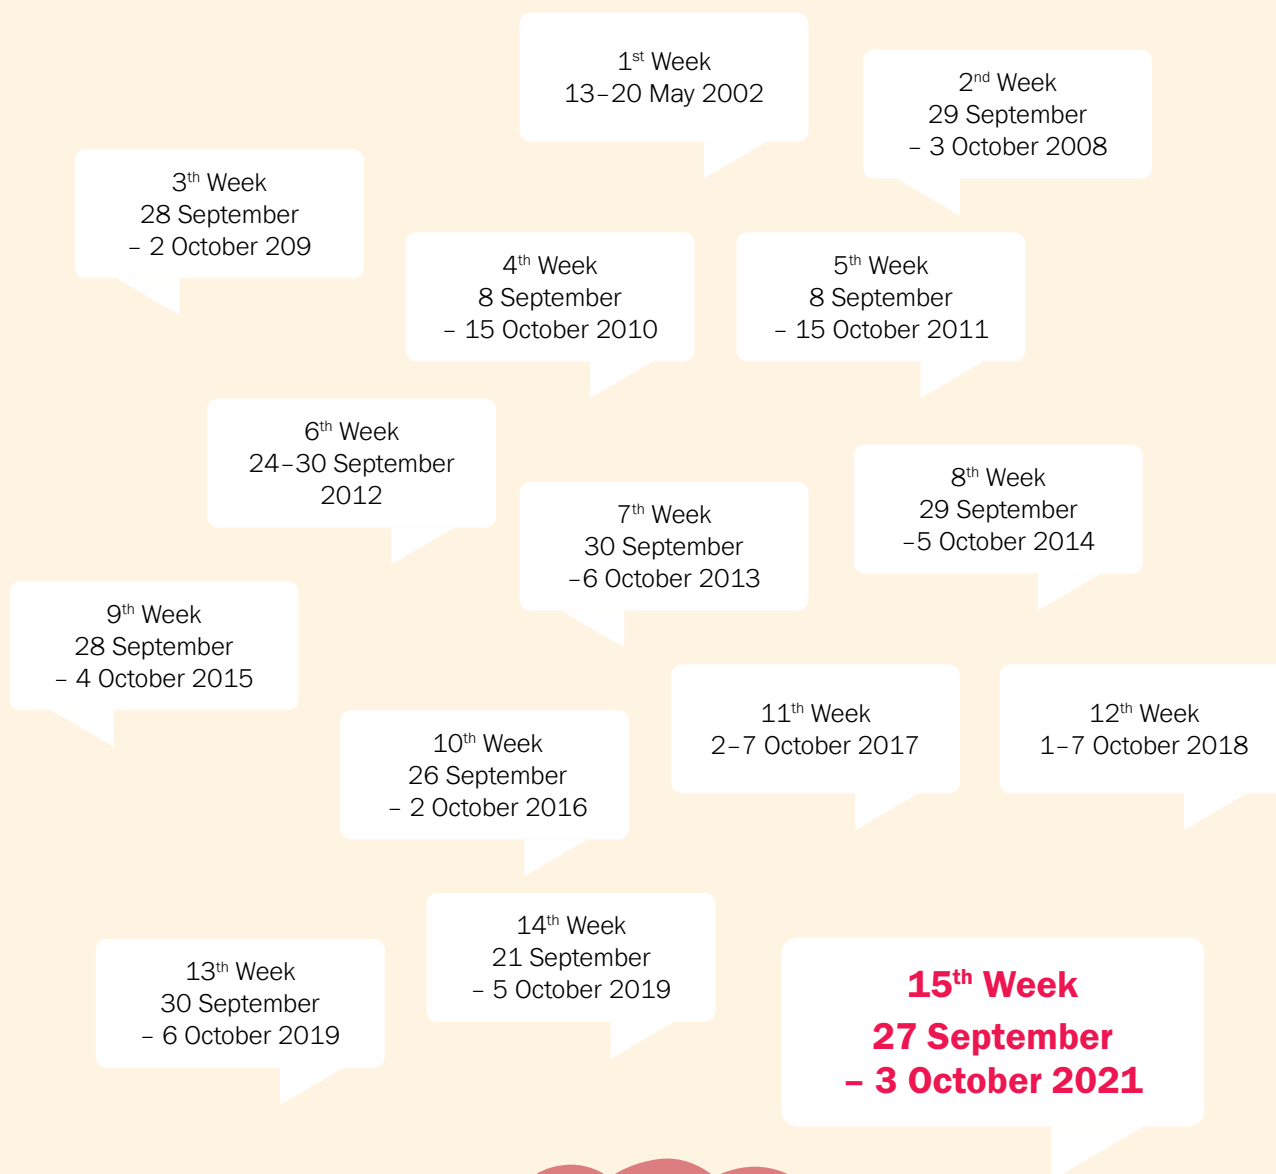 1st Week
13–20 May 2002
2nd Week
29 September
– 3 October 2008
3th Week
28 September
– 2 October 209
4th Week
8 September
– 15 October 2010
5th Week
8 September
– 15 October 2011
6th Week
24–30 September
2012
7th Week
30 September
–6 October 2013
8th Week
29 September
–5 October 2014
9th Week
28 September
– 4 October 2015
10th Week
26 September
– 2 October 2016
11th Week
2–7 October 2017
12th Week
1–7 October 2018
13th Week
30 September
– 6 October 2019
14th Week
21 September
– 5 October 2019
15th Week
27 September
– 3 October 2021